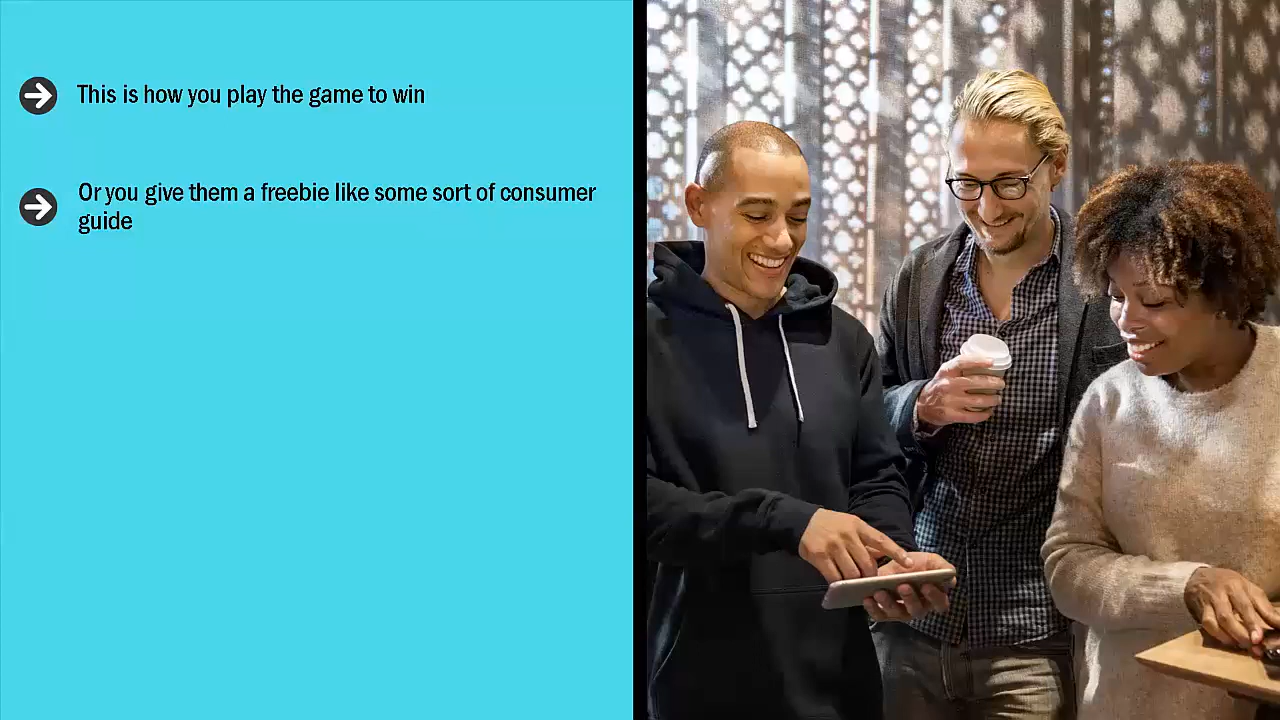 This is how you play the game to win
Or you give them a freebie like some sort of consumer
guide